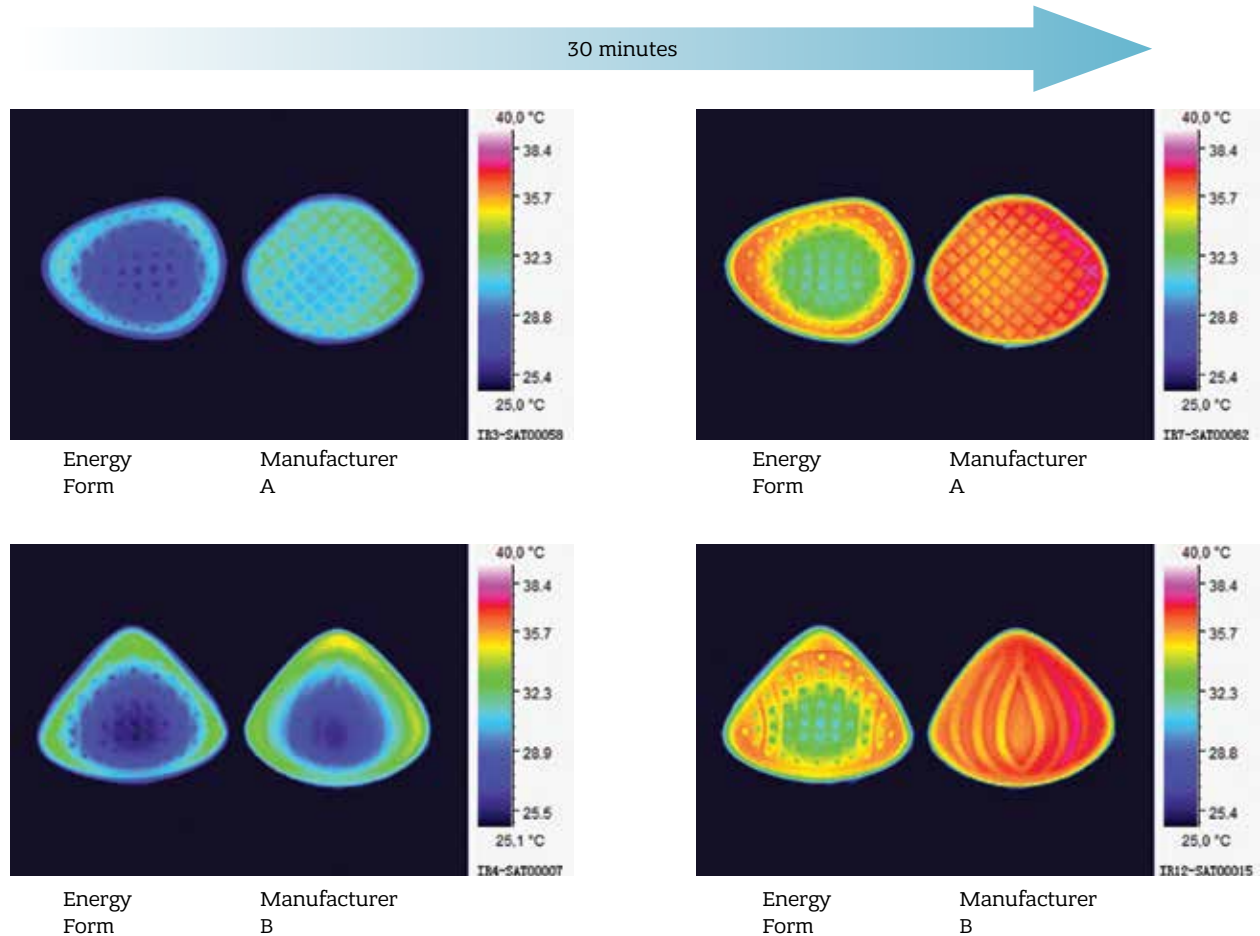 30 minutes
40,0 °C
38.4
35.7
32.3
28.8
25.4
25,0 °C
IR3-SAT00058
Energy
Form
Manufacturer
A
40,0 °C
38.4
35.7
32.3
28.8
25.4
25,0 °C
IR7-SAT00062
Energy
Form
Manufacturer
A
40,0 °C
38.4
35.7
32.3
28.9
25.5
25,1 °C
IR4-SAT00007
Energy
Form
Manufacturer
B
40,0 °C
38.4
35.7
32.3
28.8
25.4
25,0 °C
IR12-SAT00015
Energy
Form
Manufacturer
B